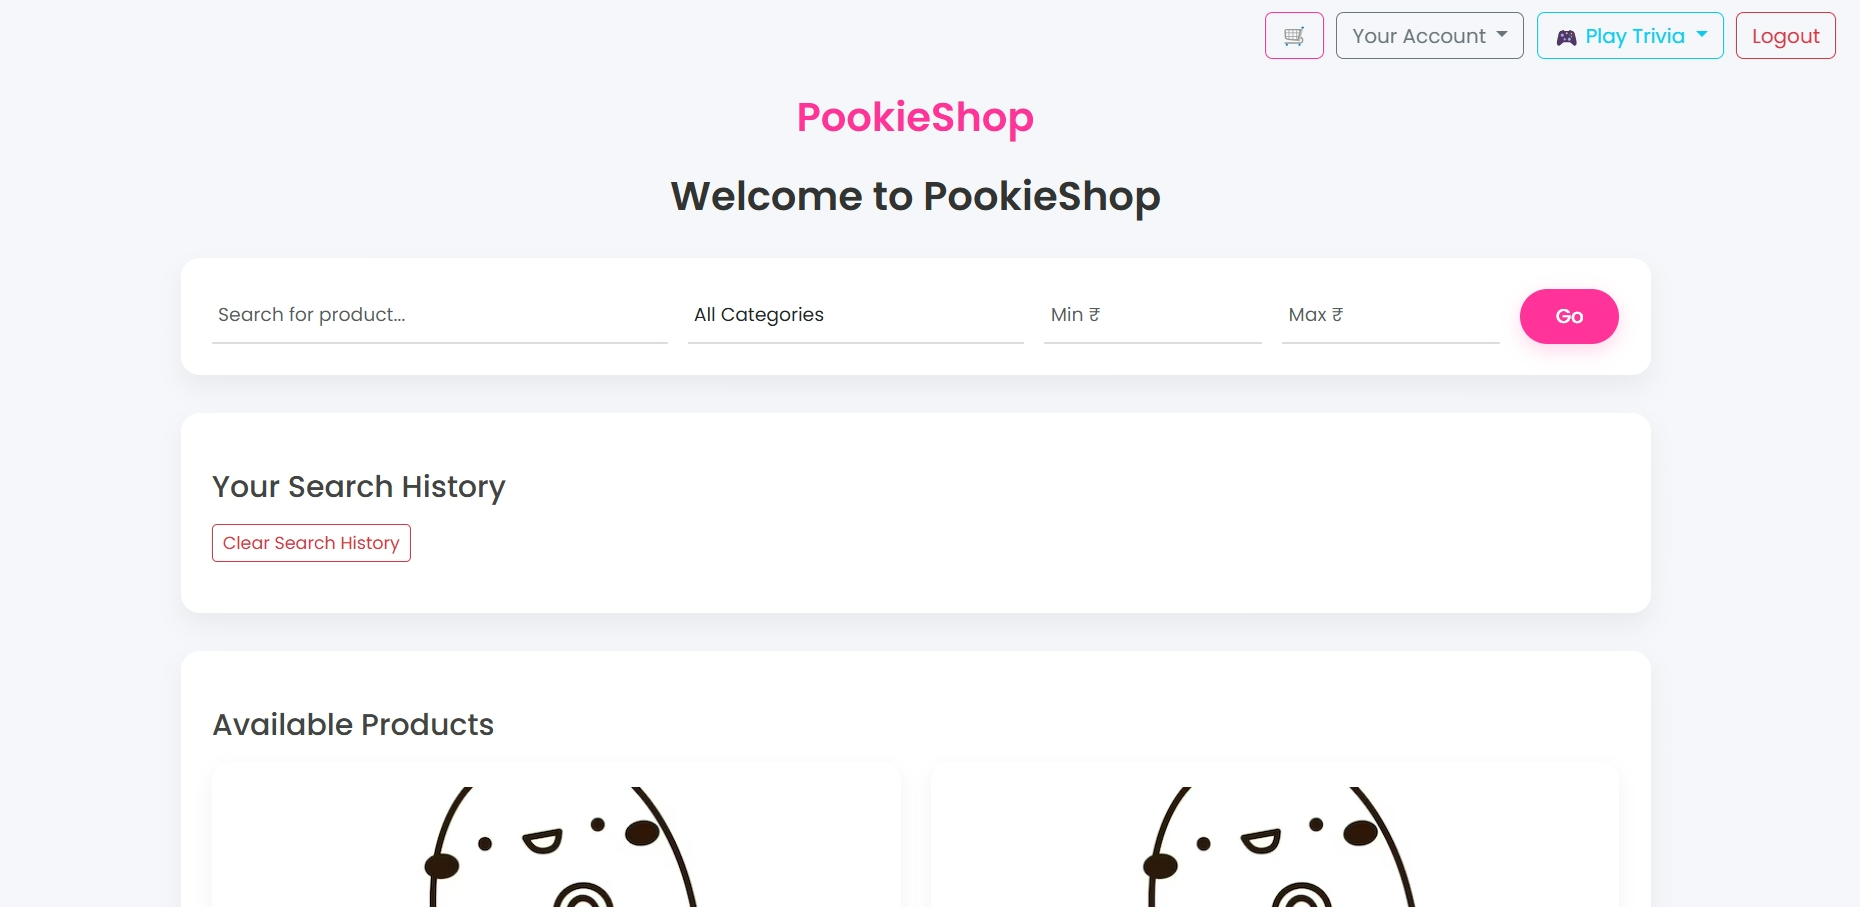 Your Account
Play Trivia
Logout
PookieShop
Welcome to PookieShop
Search for product...
All Categories
Min ₹
Max ₹
Go
Your Search History
Clear Search History
Available Products